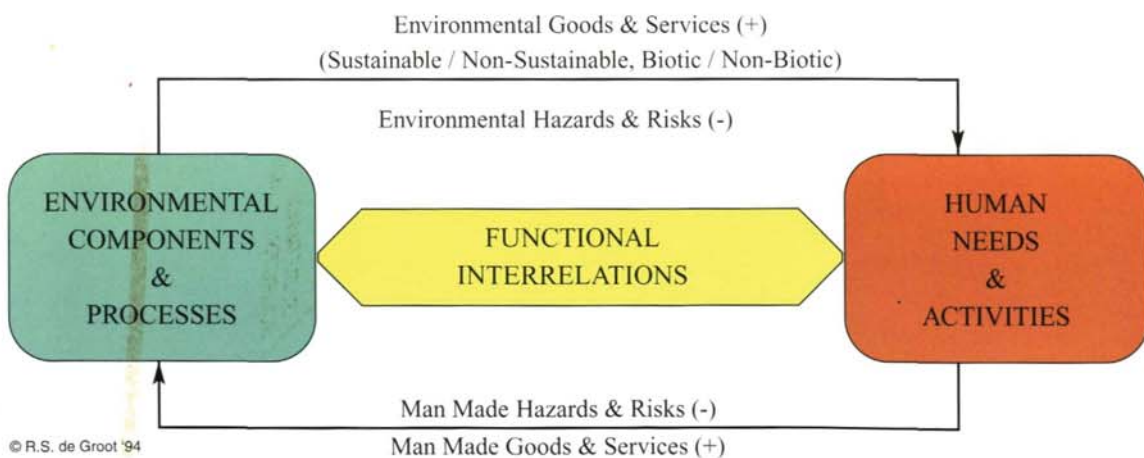 Environmental Goods & Services (+)
(Sustainable / Non-Sustainable, Biotic / Non-Biotic)
Environmental Hazards & Risks (-)
ENVIRONMENTAL
COMPONENTS
&
PROCESSES
FUNCTIONAL
INTERRELATIONS
HUMAN
NEEDS
&
ACTIVITIES
Man Made Hazards & Risks (-)
Man Made Goods & Services (+)
© R.S. de Groot '94